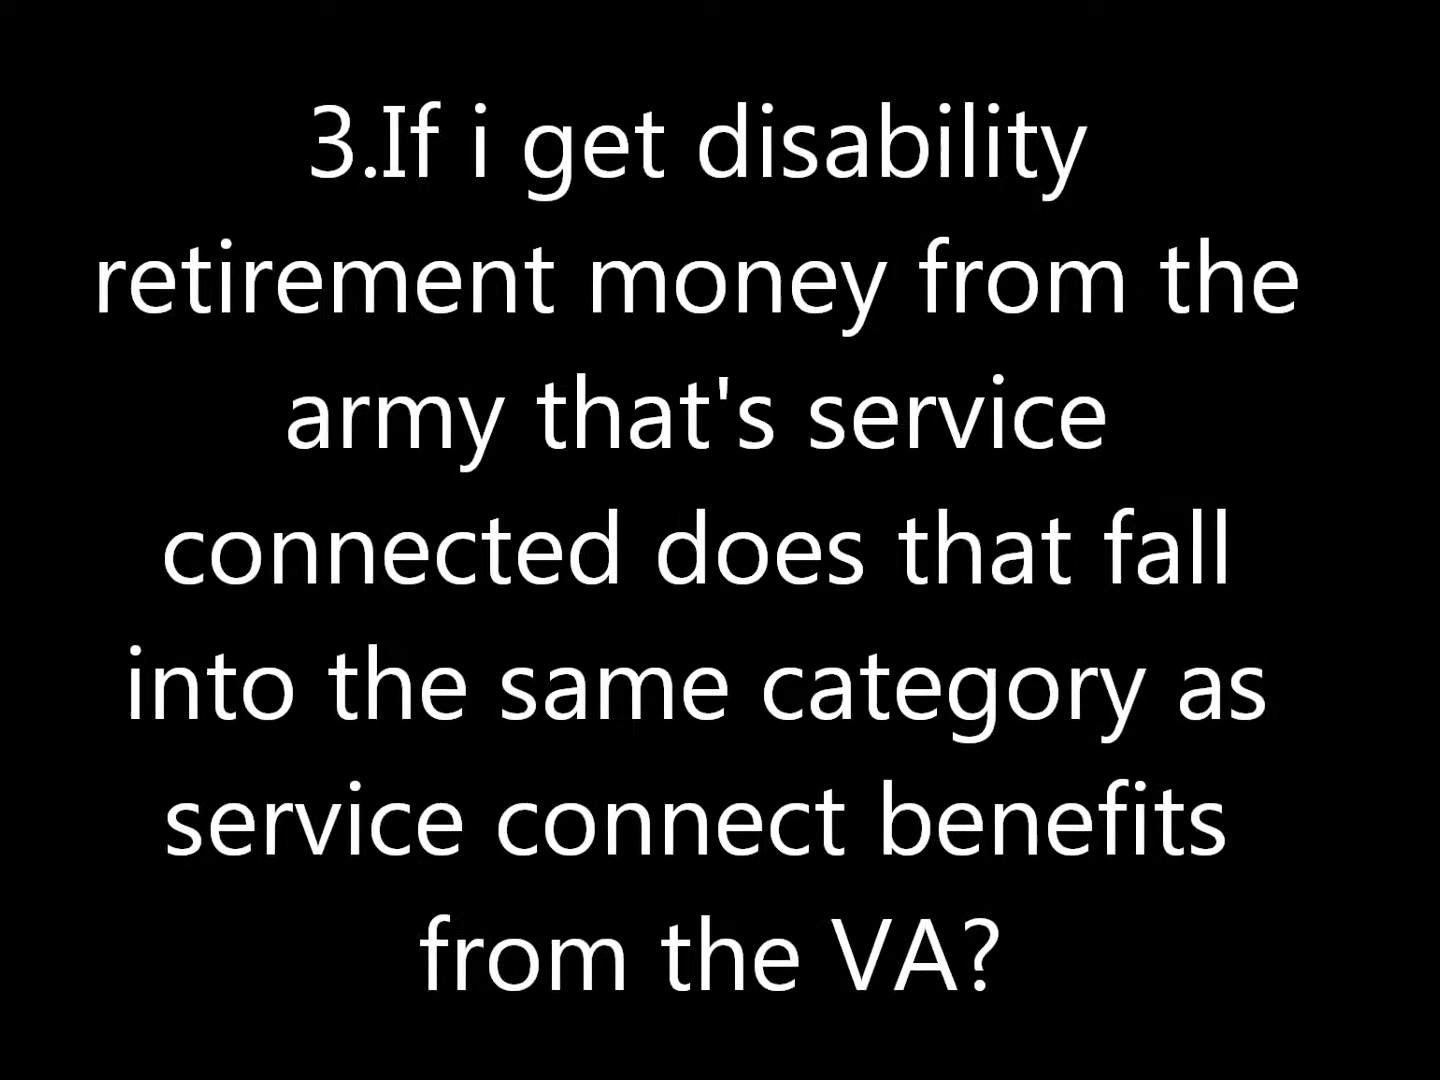 3.If i get disability
retirement money from the
army that's service
connected does that fall
into the same category as
service connect benefits
from the VA?